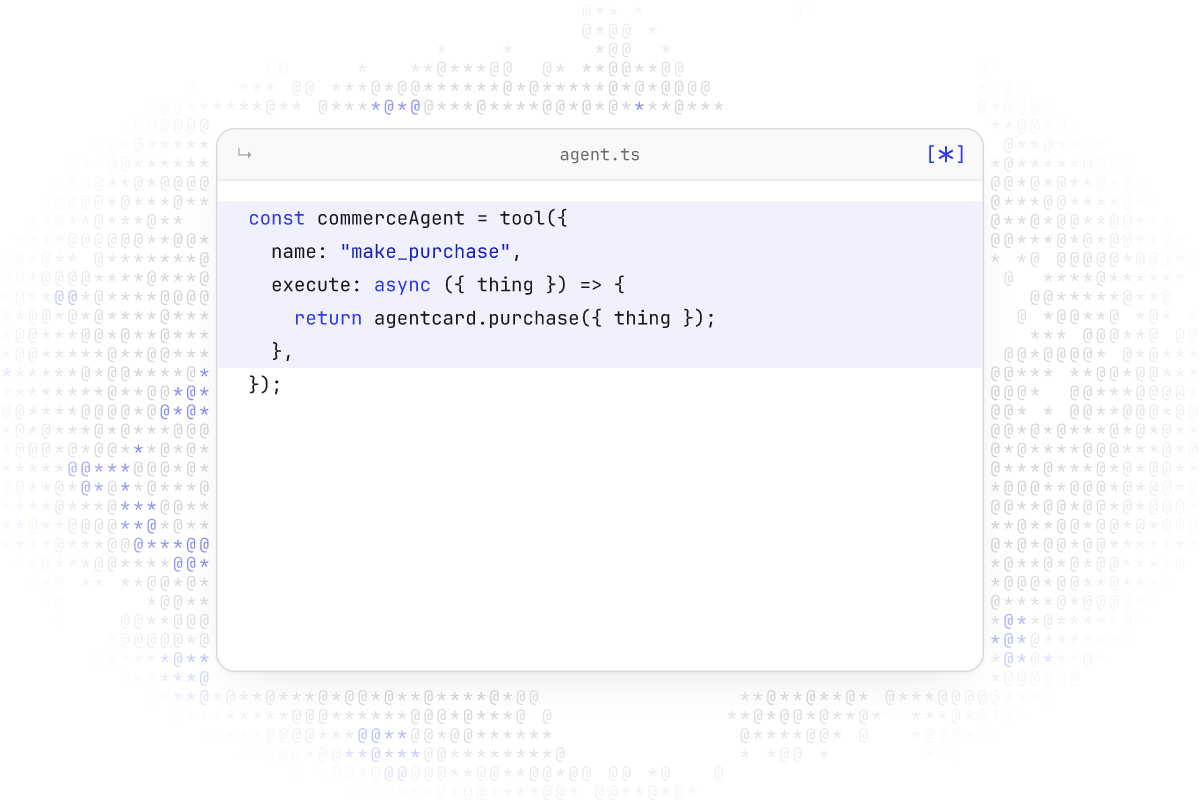 agent.ts
[*]
const commerceAgent = tool({
  name: "make_purchase",
  execute: async ({ thing }) => {
    return agentcard.purchase({ thing });
  },
});